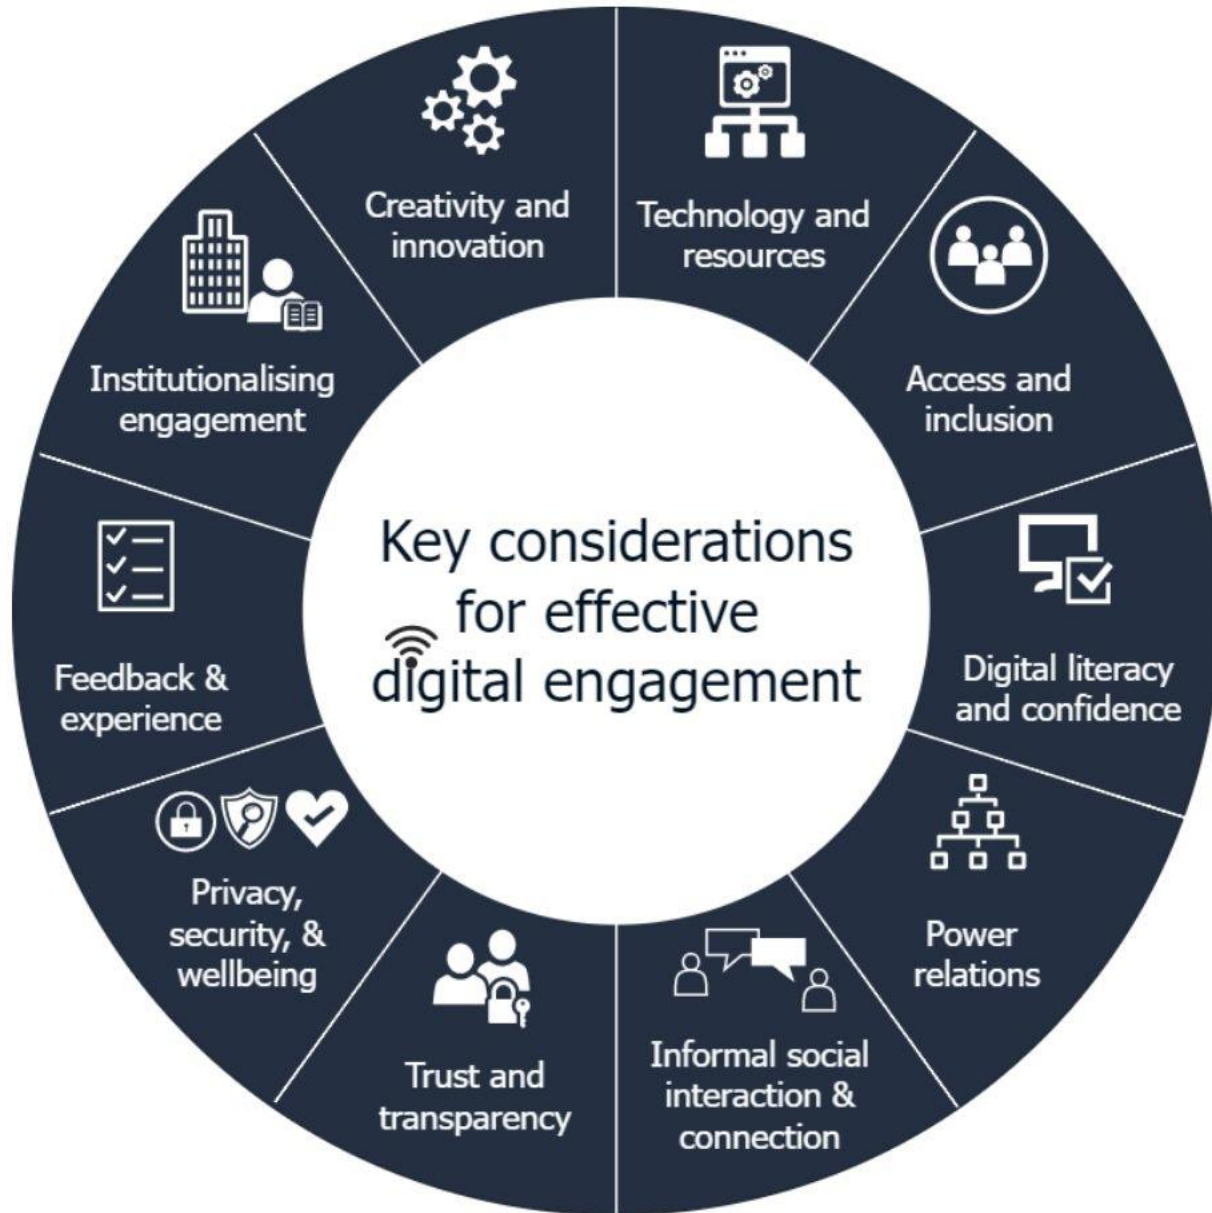 Key considerations
for effective
digital engagement
Technology and
resources
Access and
inclusion
Digital literacy
and confidence
Power
relations
Informal social
interaction &
connection
Trust and
transparency
Privacy,
security, &
wellbeing
Feedback &
experience
Institutionalising
engagement
Creativity and
innovation